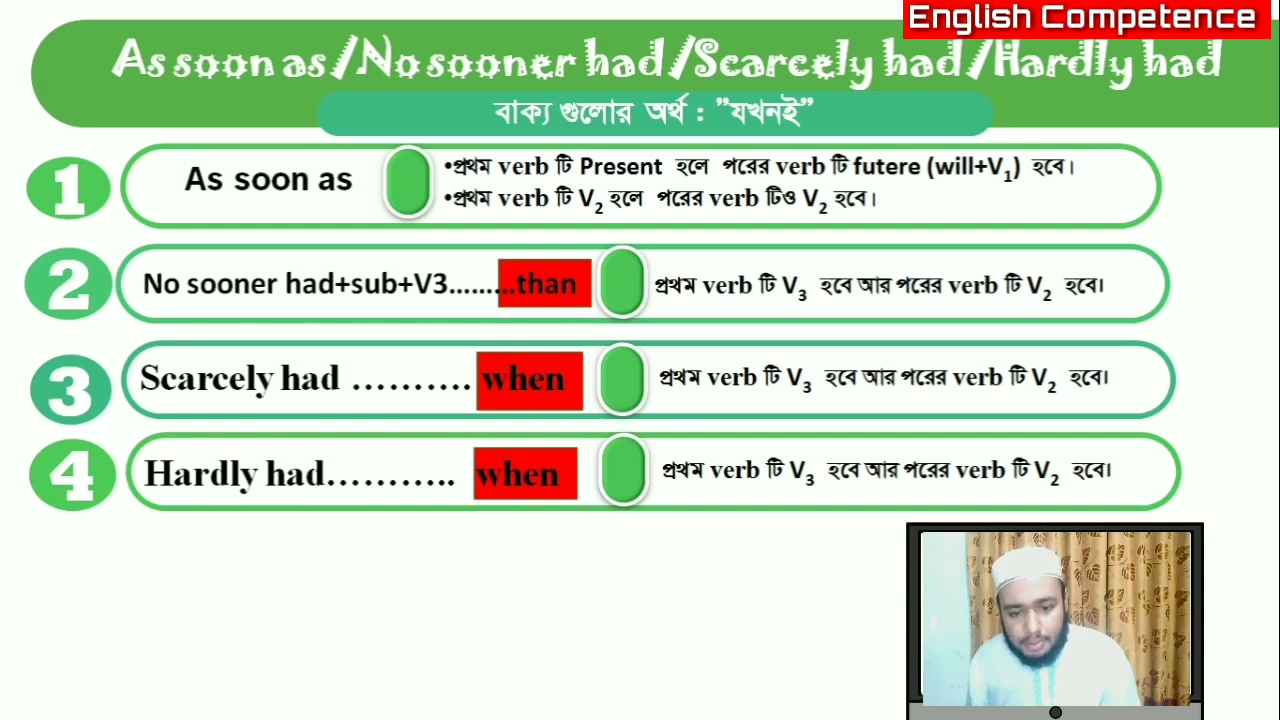 English Competence
As soon as/No sooner had/Scarcely had/Hardly had
বাক্য গুলোর অর্থ : ”যখনই”
1
As soon as
•প্রথম verb টি Present হলে পরের verb টি futere (will+V1) হবে।
•প্রথম verb টি V2 হলে পরের verb টিও V2 হবে।
2
No sooner had+sub+V3.........than
প্রথম verb টি V3 হবে আর পরের verb টি V2 হবে।
3
Scarcely had ………. when
প্রথম verb টি V3 হবে আর পরের verb টি V2 হবে।
4
Hardly had……….. when
প্রথম verb টি V3 হবে আর পরের verb টি V2 হবে।